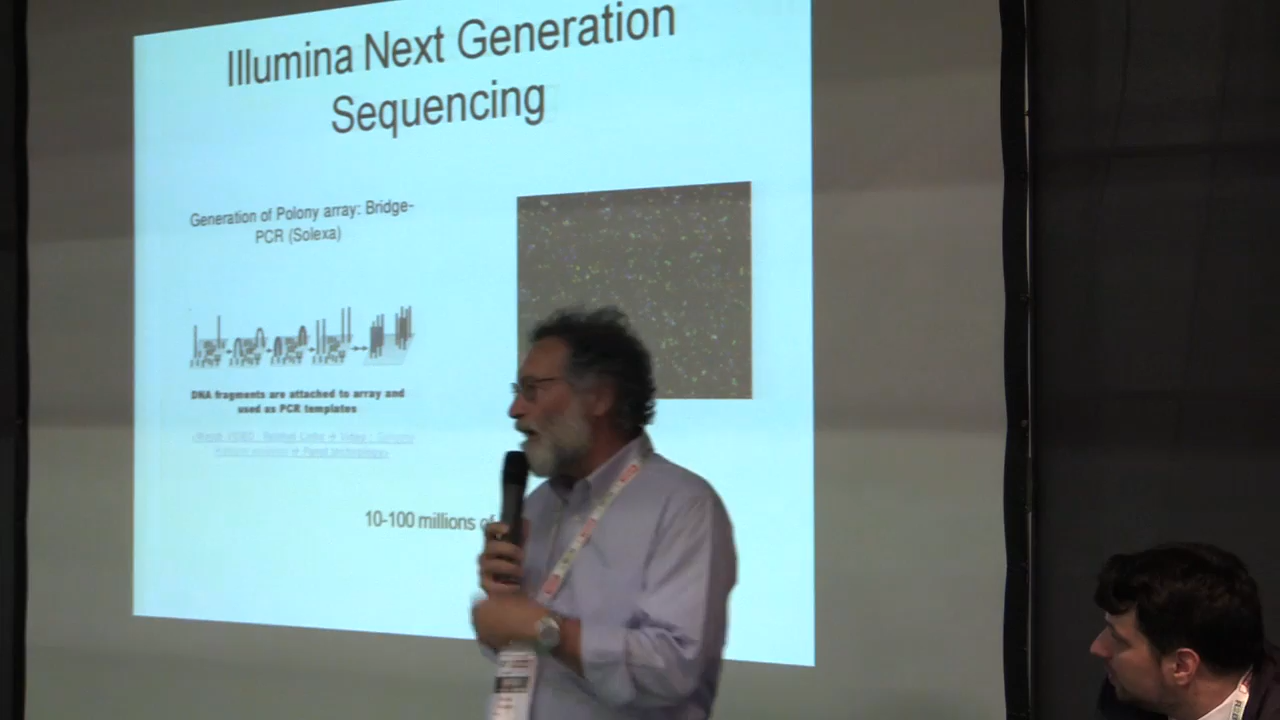 Illumina Next Generation
Sequencing
Generation of Polony array: Bridge-
PCR (Solexa)
DNA fragments are attached to array and
used as PCR templates
10-100 millions of